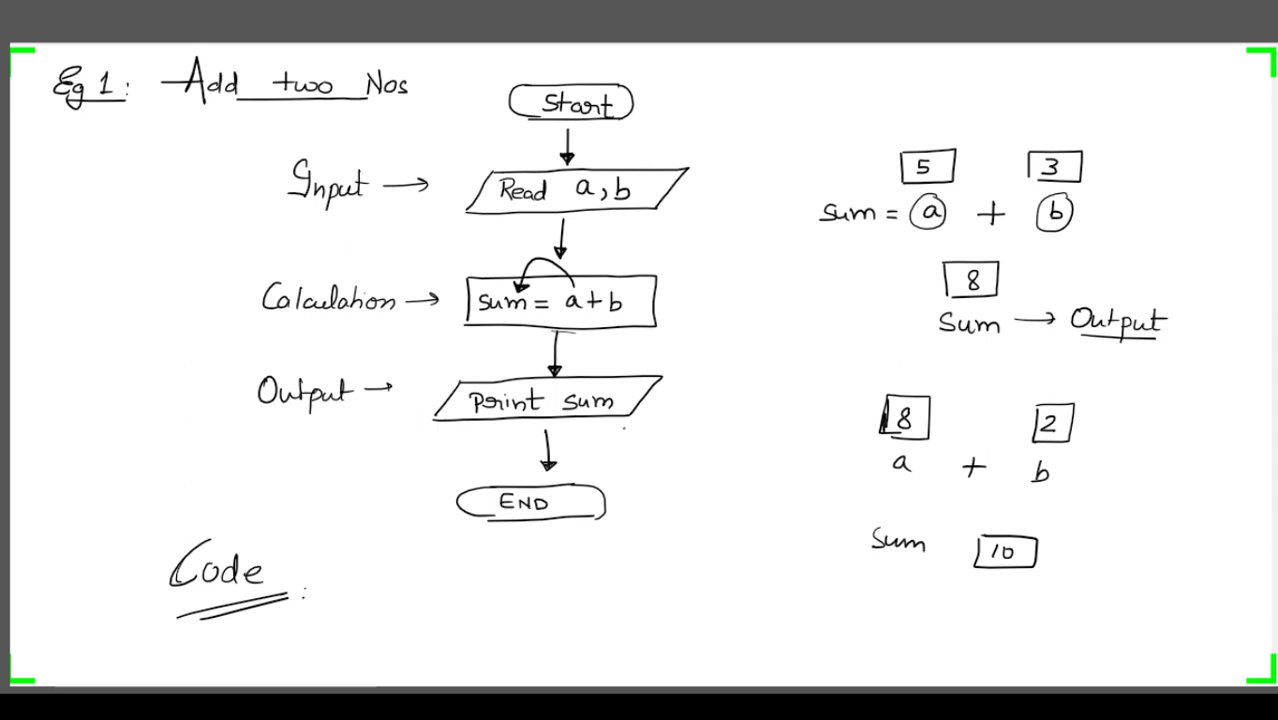 Eg 1: Add two Nos
Start
Input → Read a, b
Calculation → sum = a + b
Output → Print sum
END
Code :
5 3
sum = a + b
8
Sum → Output
8 2
a + b
Sum 10